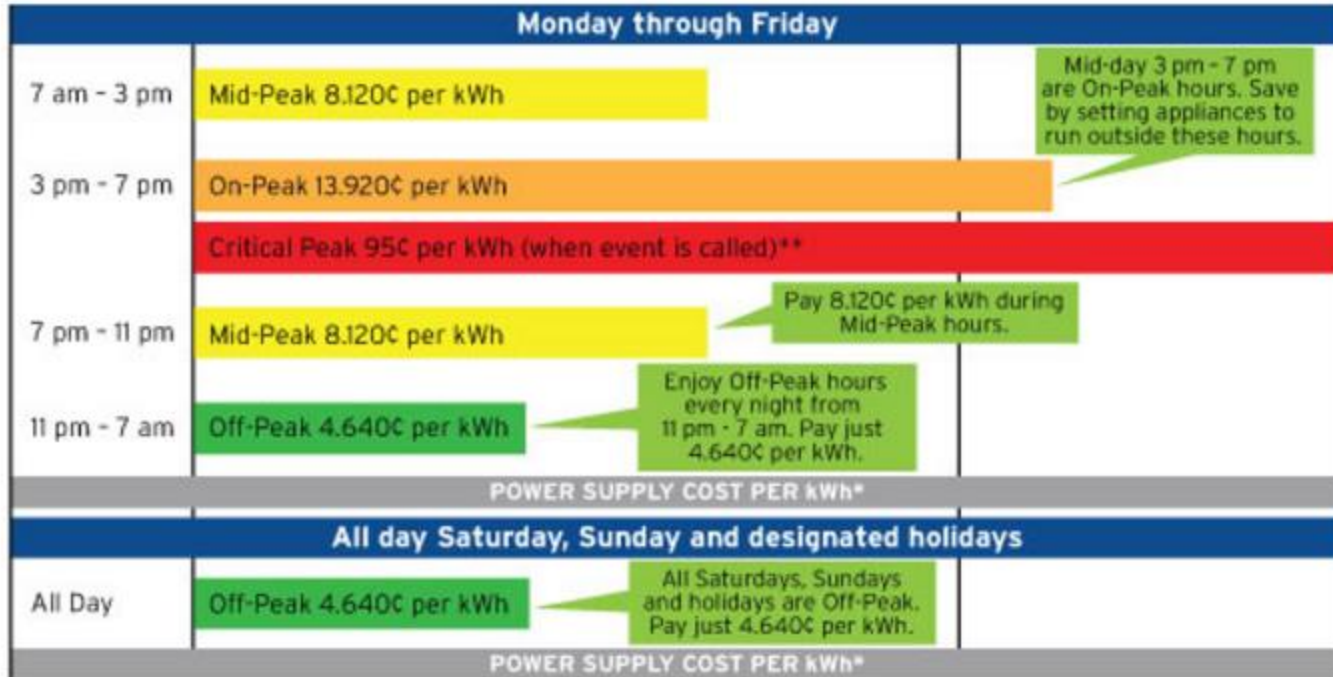 Monday through Friday
7 am - 3 pm
Mid-Peak 8.120¢ per kWh
Mid-day 3 pm - 7 pm
are On-Peak hours. Save
by setting appliances to
run outside these hours.
3 pm - 7 pm
On-Peak 13.920¢ per kWh
Critical Peak 95¢ per kWh (when event is called)**
7 pm - 11 pm
Mid-Peak 8.120¢ per kWh
Pay 8.120¢ per kWh during
Mid-Peak hours.
11 pm - 7 am
Off-Peak 4.640¢ per kWh
Enjoy Off-Peak hours
every night from
11 pm - 7 am. Pay just
4.640¢ per kWh.
POWER SUPPLY COST PER kWh*
All day Saturday, Sunday and designated holidays
All Day
Off-Peak 4.640¢ per kWh
All Saturdays, Sundays
and holidays are Off-Peak.
Pay just 4.640¢ per kWh.
POWER SUPPLY COST PER kWh*